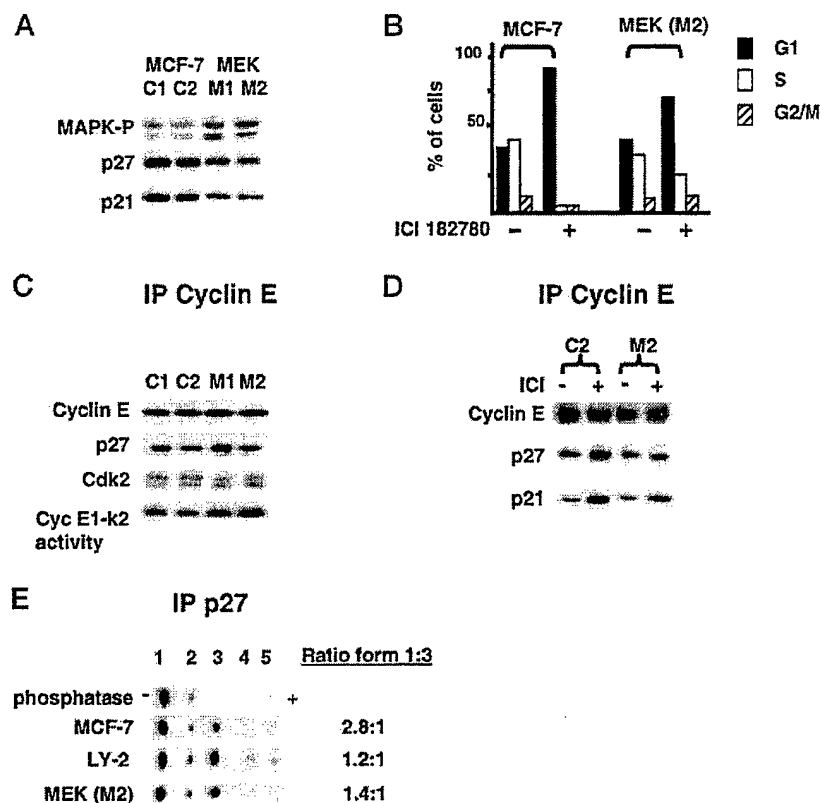 A
MCF-7 MEK
C1 C2 M1 M2
MAPK-P
p27
p21
B
MCF-7 MEK (M2)
100
50
% of cells
G1
S
G2/M
ICI 182780 - + - +
C
IP Cyclin E
C1 C2 M1 M2
Cyclin E
p27
Cdk2
Cyc E1-k2
activity
D
IP Cyclin E
C2 M2
ICI - + - +
Cyclin E
p27
p21
E
IP p27
1 2 3 4 5 Ratio form 1:3
phosphatase - +
MCF-7 2.8:1
LY-2 1.2:1
MEK (M2) 1.4:1